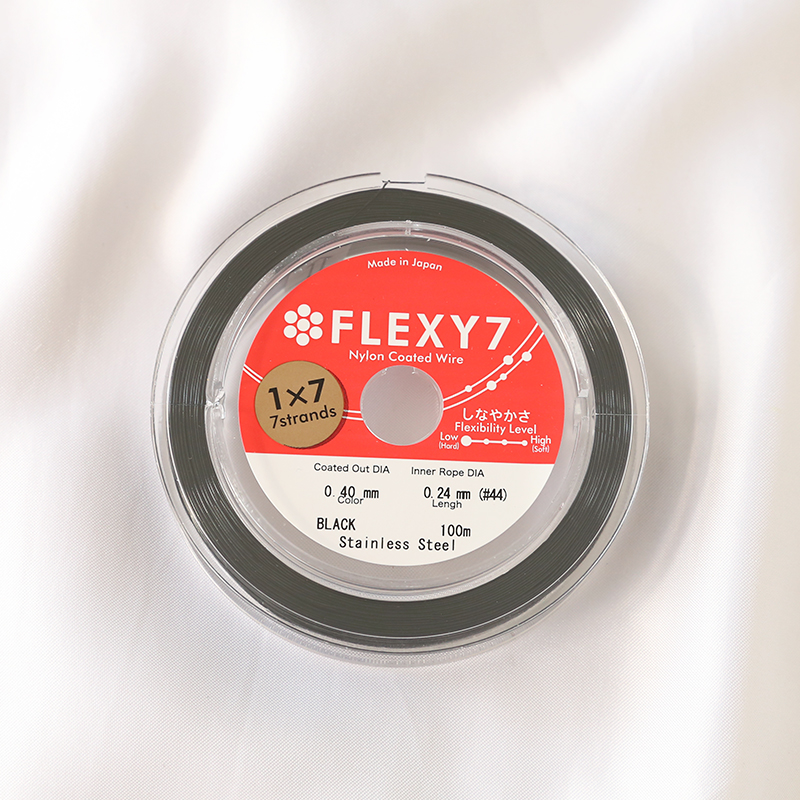 Made in Japan
FLEXY7
Nylon Coated Wire
1×7
7strands
しなやかさ
Flexibility Level
Low High
(Hard) (Soft)
Coated Out DIA Inner Rope DIA
0.40 mm 0.24 mm (#44)
Color Lengh
BLACK 100m
Stainless Steel